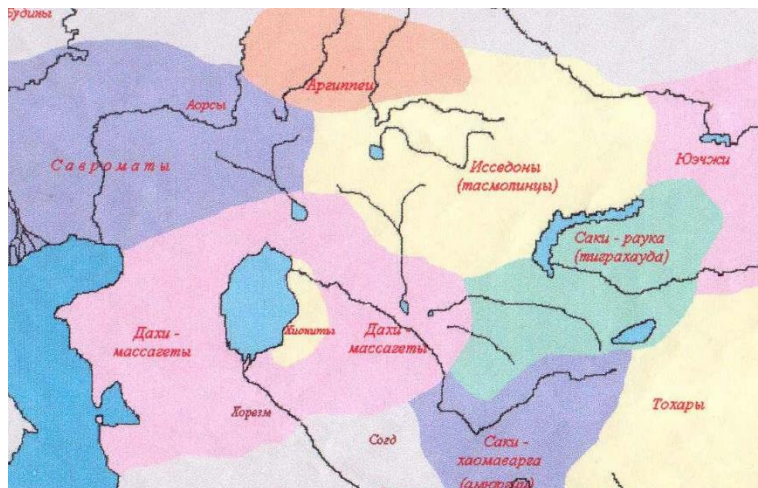 Будины
Аргиппеи
Аорсы
Савроматы
Исседоны
(тасмолинцы)
Юэчжи
Саки - раука
(тиграхауда)
Дахи -
массагеты
Хиониты
Дахи -
массагеты
Хорезм
Согд
Тохары
Саки -
хаомаварга
(амюргии)